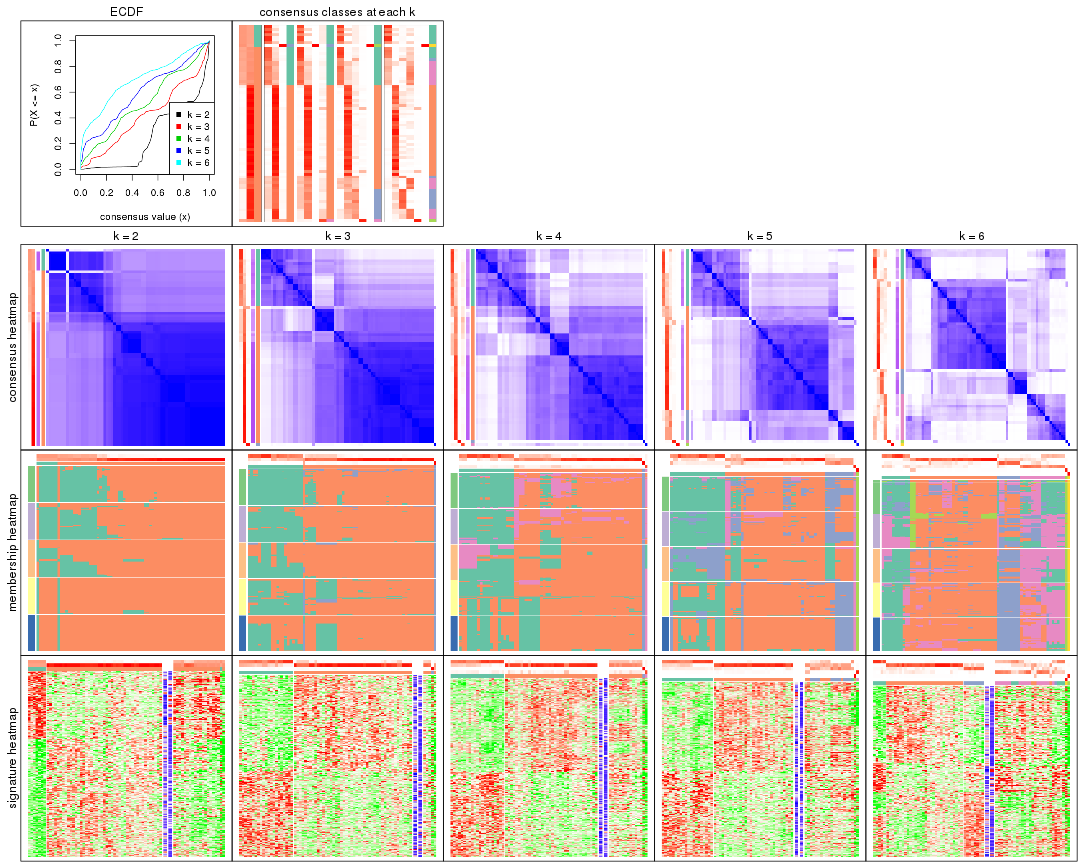 ECDF
consensus classes at each k
P(X <= x)
0.0 0.2 0.4 0.6 0.8 1.0
k = 2
k = 3
k = 4
k = 5
k = 6
0.0 0.2 0.4 0.6 0.8 1.0
consensus value (x)
k = 2 k = 3 k = 4 k = 5 k = 6
consensus heatmap
membership heatmap
signature heatmap